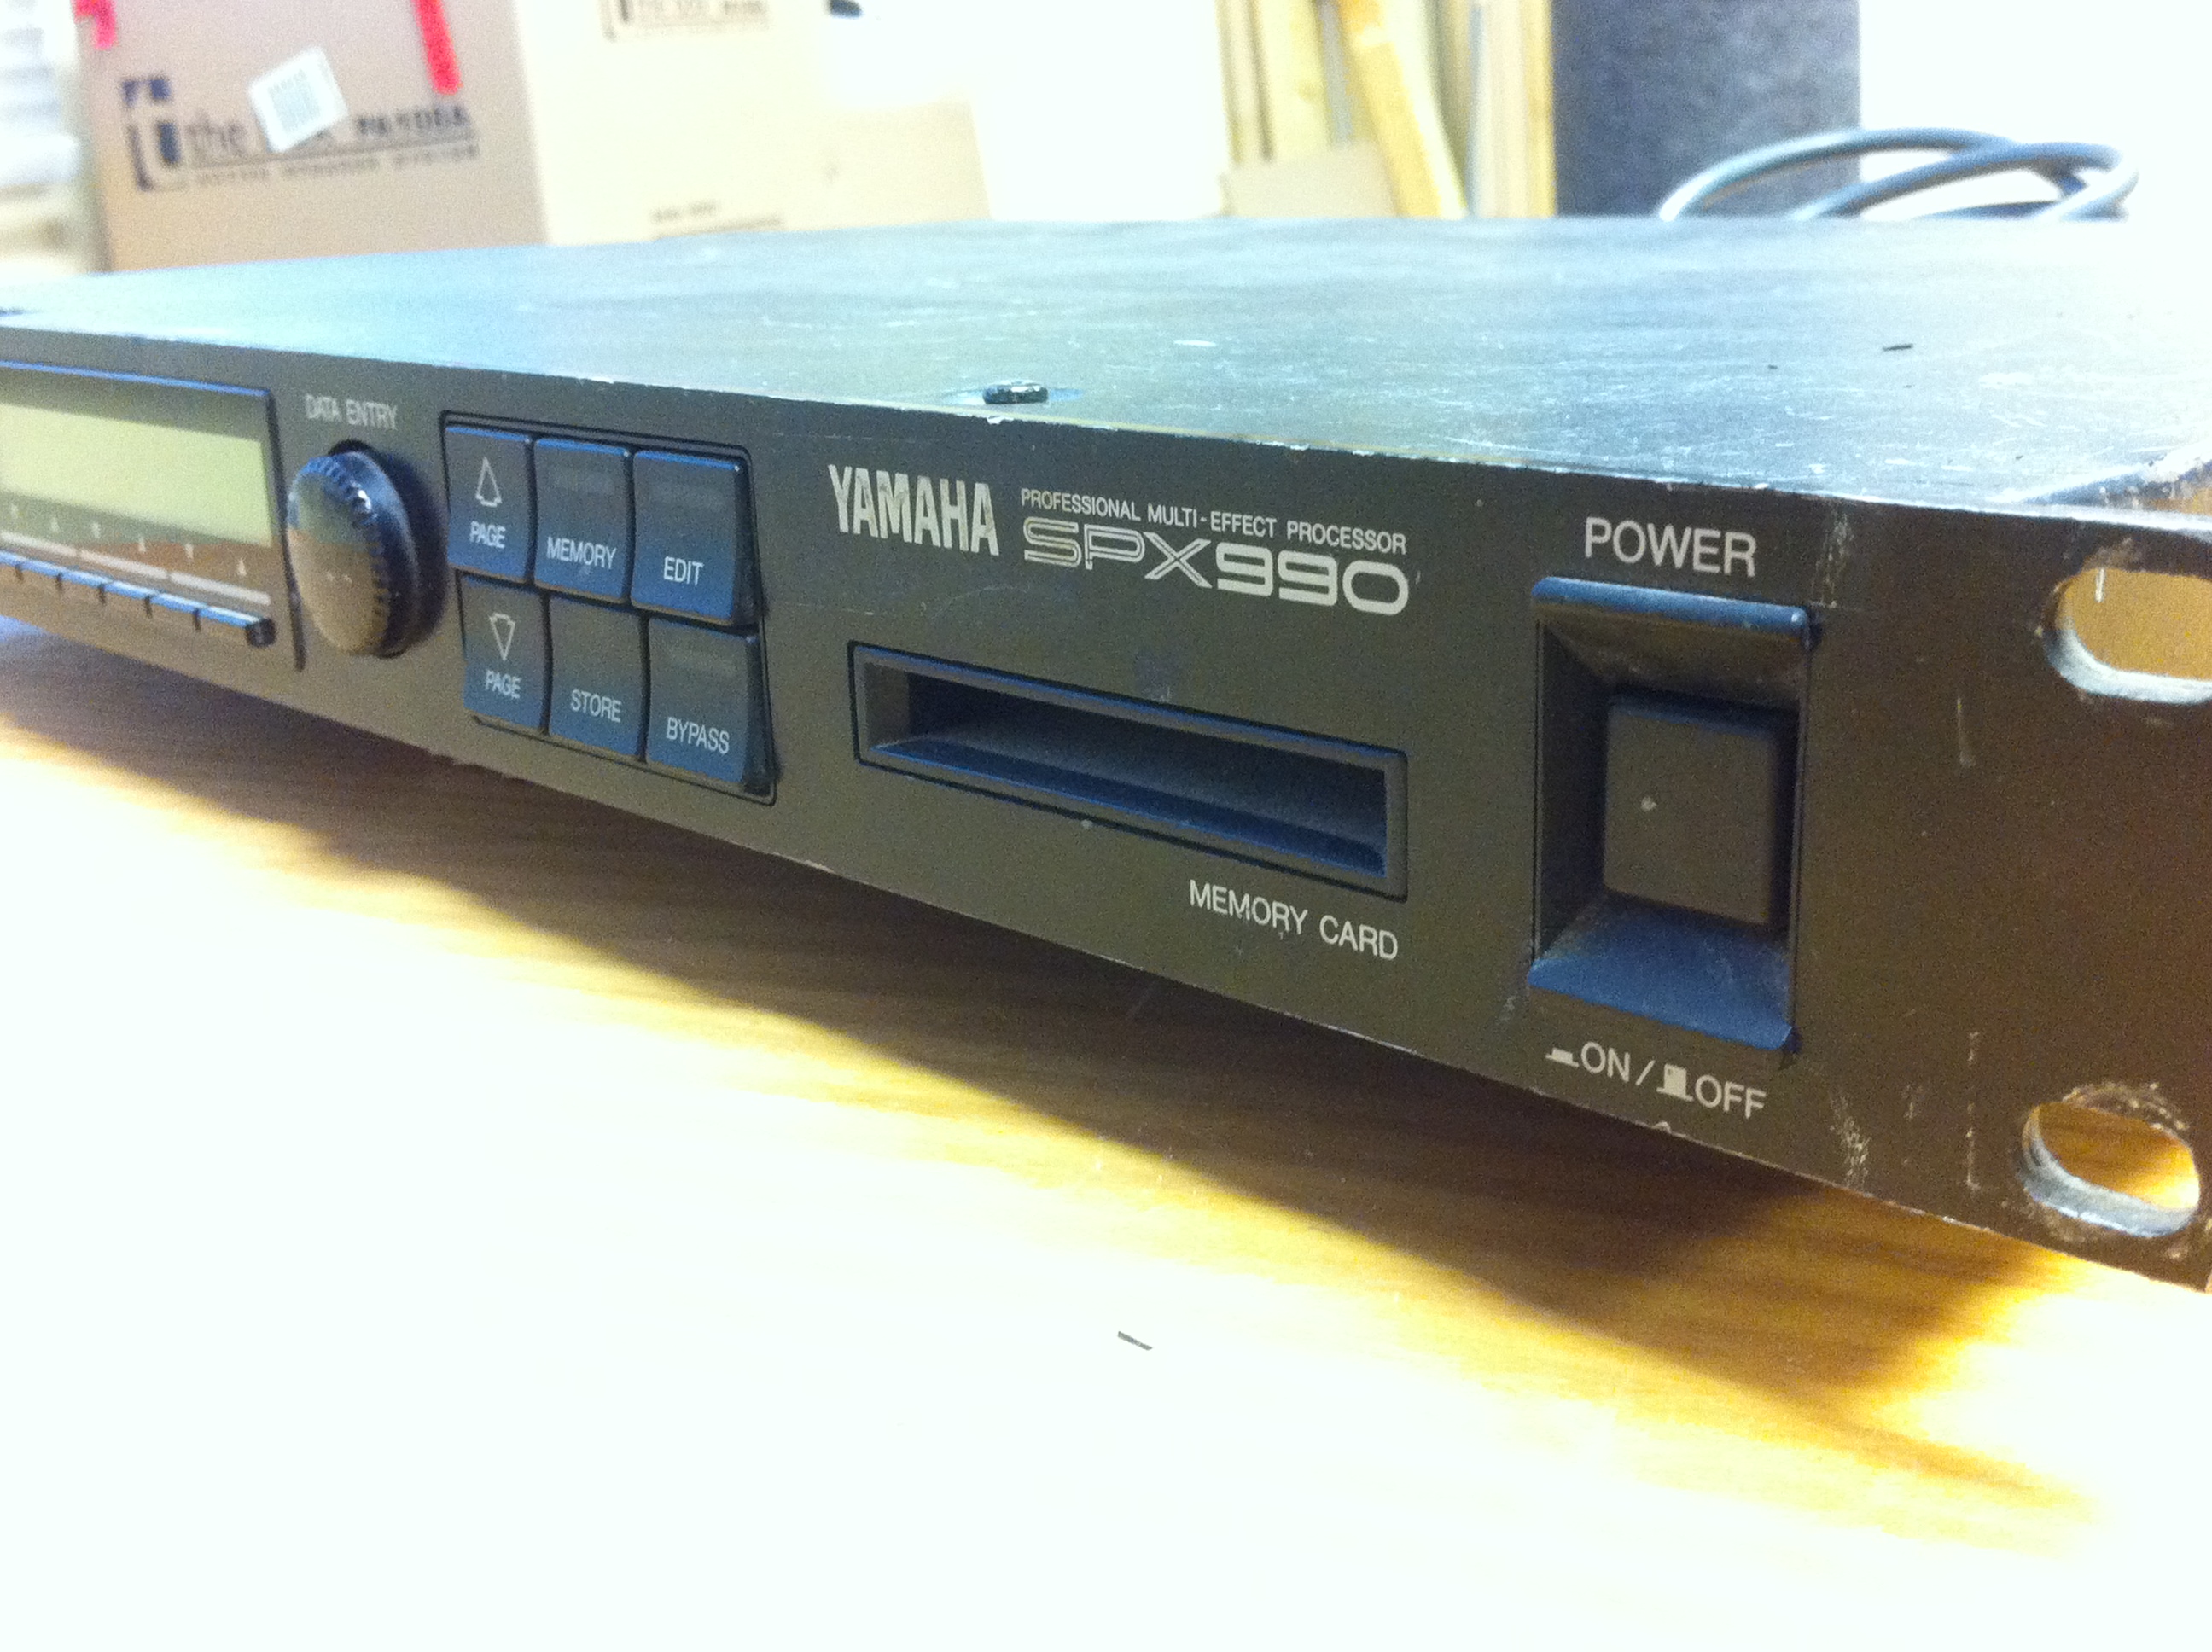 the
DATA ENTRY
PAGE
MEMORY
EDIT
PAGE
STORE
BYPASS
YAMAHA
PROFESSIONAL MULTI-EFFECT PROCESSOR
SPX990
MEMORY CARD
POWER
ON / OFF